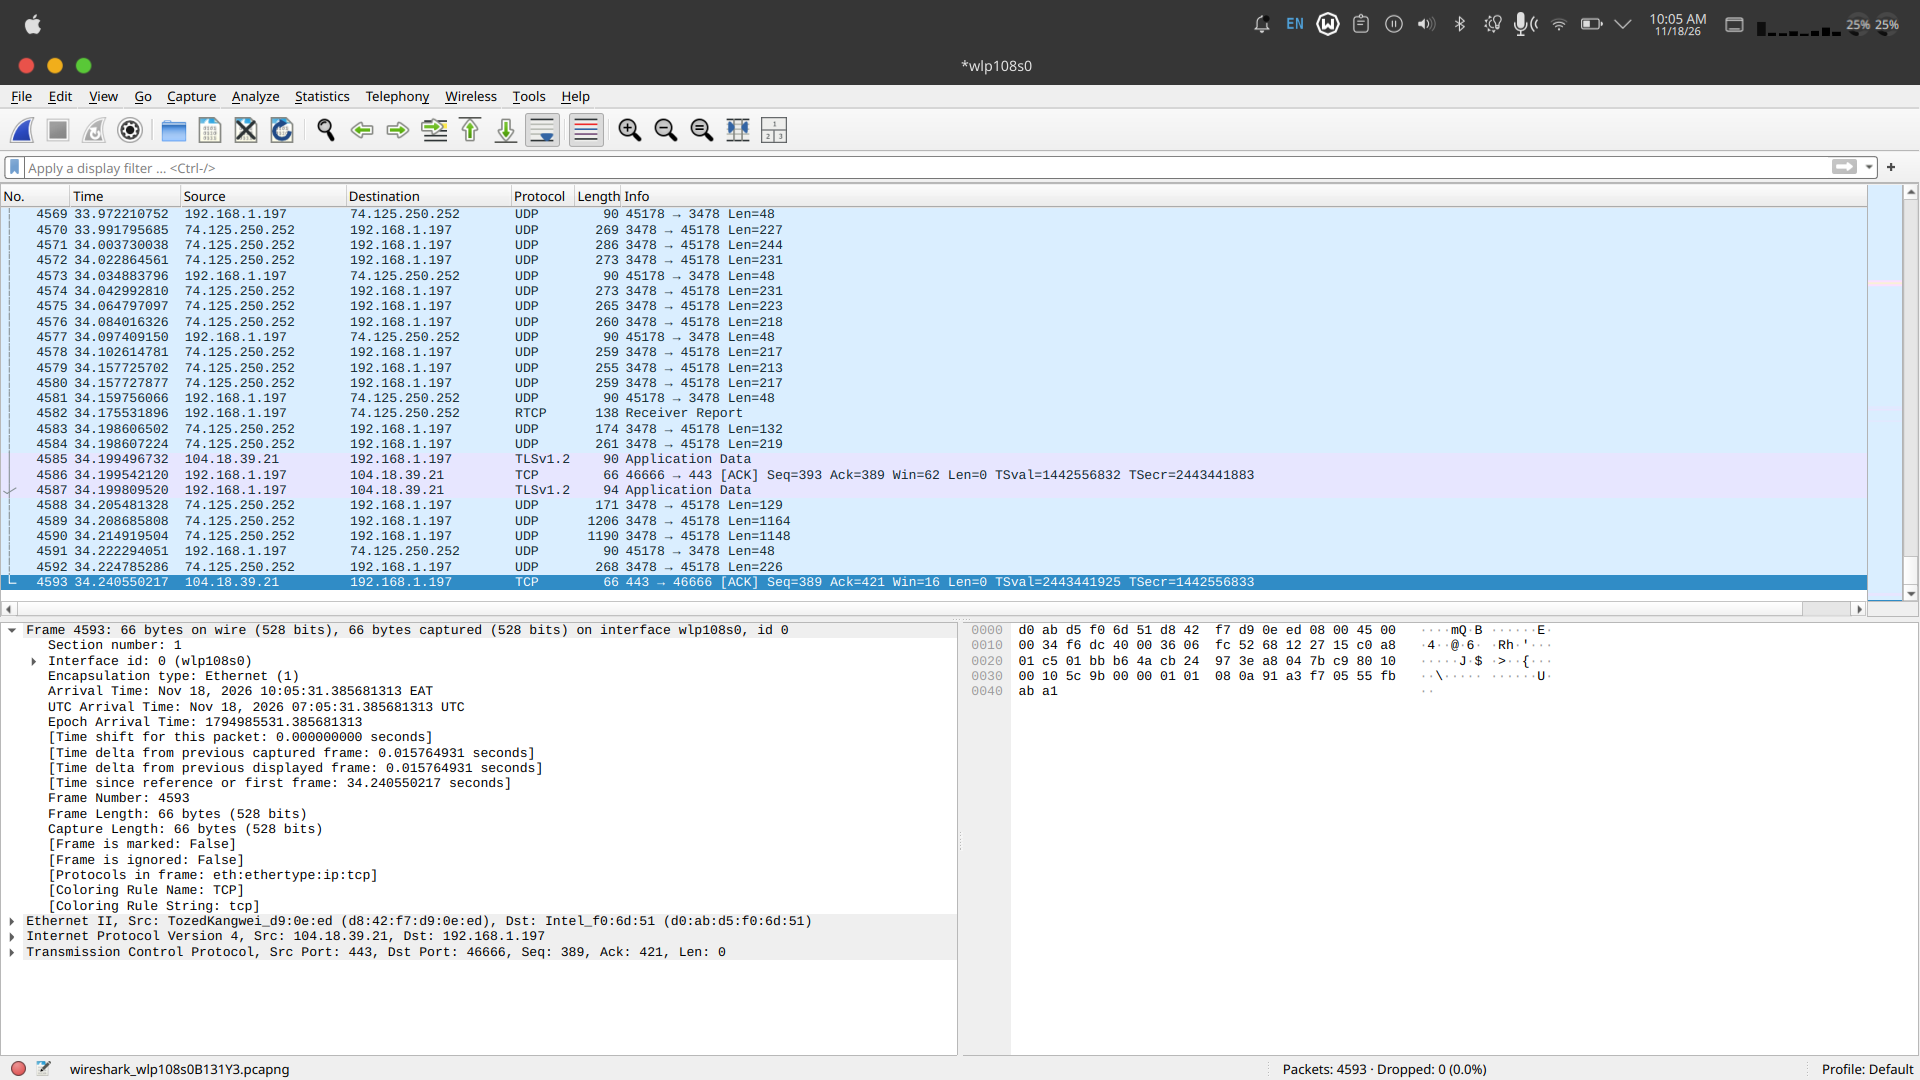 EN
10:05 AM
11/18/26
25% 25%
*wlp108s0
File Edit View Go Capture Analyze Statistics Telephony Wireless Tools Help
Apply a display filter ... <Ctrl-/>
No. Time Source Destination Protocol Length Info
4569 33.972210752 192.168.1.197 74.125.250.252 UDP 90 45178 → 3478 Len=48
4570 33.991795685 74.125.250.252 192.168.1.197 UDP 269 3478 → 45178 Len=227
4571 34.003730038 74.125.250.252 192.168.1.197 UDP 286 3478 → 45178 Len=244
4572 34.022864561 74.125.250.252 192.168.1.197 UDP 273 3478 → 45178 Len=231
4573 34.034883796 192.168.1.197 74.125.250.252 UDP 90 45178 → 3478 Len=48
4574 34.042992810 74.125.250.252 192.168.1.197 UDP 273 3478 → 45178 Len=231
4575 34.064797097 74.125.250.252 192.168.1.197 UDP 265 3478 → 45178 Len=223
4576 34.084016326 74.125.250.252 192.168.1.197 UDP 260 3478 → 45178 Len=218
4577 34.097409150 192.168.1.197 74.125.250.252 UDP 90 45178 → 3478 Len=48
4578 34.102614781 74.125.250.252 192.168.1.197 UDP 259 3478 → 45178 Len=217
4579 34.157725702 74.125.250.252 192.168.1.197 UDP 255 3478 → 45178 Len=213
4580 34.157727877 74.125.250.252 192.168.1.197 UDP 259 3478 → 45178 Len=217
4581 34.159756066 192.168.1.197 74.125.250.252 UDP 90 45178 → 3478 Len=48
4582 34.175531896 192.168.1.197 74.125.250.252 RTCP 138 Receiver Report
4583 34.198606502 74.125.250.252 192.168.1.197 UDP 174 3478 → 45178 Len=132
4584 34.198607224 74.125.250.252 192.168.1.197 UDP 261 3478 → 45178 Len=219
4585 34.199496732 104.18.39.21 192.168.1.197 TLSv1.2 90 Application Data
4586 34.199542120 192.168.1.197 104.18.39.21 TCP 66 46666 → 443 [ACK] Seq=393 Ack=389 Win=62 Len=0 TSval=1442556832 TSecr=2443441883
4587 34.199809520 192.168.1.197 104.18.39.21 TLSv1.2 94 Application Data
4588 34.205481328 74.125.250.252 192.168.1.197 UDP 171 3478 → 45178 Len=129
4589 34.208685808 74.125.250.252 192.168.1.197 UDP 1206 3478 → 45178 Len=1164
4590 34.214919504 74.125.250.252 192.168.1.197 UDP 1190 3478 → 45178 Len=1148
4591 34.222294051 192.168.1.197 74.125.250.252 UDP 90 45178 → 3478 Len=48
4592 34.224785286 74.125.250.252 192.168.1.197 UDP 268 3478 → 45178 Len=226
4593 34.240550217 104.18.39.21 192.168.1.197 TCP 66 443 → 46666 [ACK] Seq=389 Ack=421 Win=16 Len=0 TSval=2443441925 TSecr=1442556833
Frame 4593: 66 bytes on wire (528 bits), 66 bytes captured (528 bits) on interface wlp108s0, id 0
Section number: 1
Interface id: 0 (wlp108s0)
Encapsulation type: Ethernet (1)
Arrival Time: Nov 18, 2026 10:05:31.385681313 EAT
UTC Arrival Time: Nov 18, 2026 07:05:31.385681313 UTC
Epoch Arrival Time: 1794985531.385681313
[Time shift for this packet: 0.000000000 seconds]
[Time delta from previous captured frame: 0.015764931 seconds]
[Time delta from previous displayed frame: 0.015764931 seconds]
[Time since reference or first frame: 34.240550217 seconds]
Frame Number: 4593
Frame Length: 66 bytes (528 bits)
Capture Length: 66 bytes (528 bits)
[Frame is marked: False]
[Frame is ignored: False]
[Protocols in frame: eth:ethertype:ip:tcp]
[Coloring Rule Name: TCP]
[Coloring Rule String: tcp]
Ethernet II, Src: TozedKangwei_d9:0e:ed (d8:42:f7:d9:0e:ed), Dst: Intel_f0:6d:51 (d0:ab:d5:f0:6d:51)
Internet Protocol Version 4, Src: 104.18.39.21, Dst: 192.168.1.197
Transmission Control Protocol, Src Port: 443, Dst Port: 46666, Seq: 389, Ack: 421, Len: 0
0000 d0 ab d5 f0 6d 51 d8 42 f7 d9 0e ed 08 00 45 00 ····mQ·B ······E·
0010 00 34 f6 dc 40 00 36 06 fc 52 68 12 27 15 c0 a8 ·4··@·6· ·Rh·'···
0020 01 c5 01 bb b6 4a cb 24 97 3e a8 04 7b c9 80 10 ·····J·$ ·>··{···
0030 00 10 5c 9b 00 00 01 01 08 0a 91 a3 f7 05 55 fb ··\····· ······U·
0040 ab a1 ··
wireshark_wlp108s0B131Y3.pcapng
Packets: 4593 · Dropped: 0 (0.0%)
Profile: Default